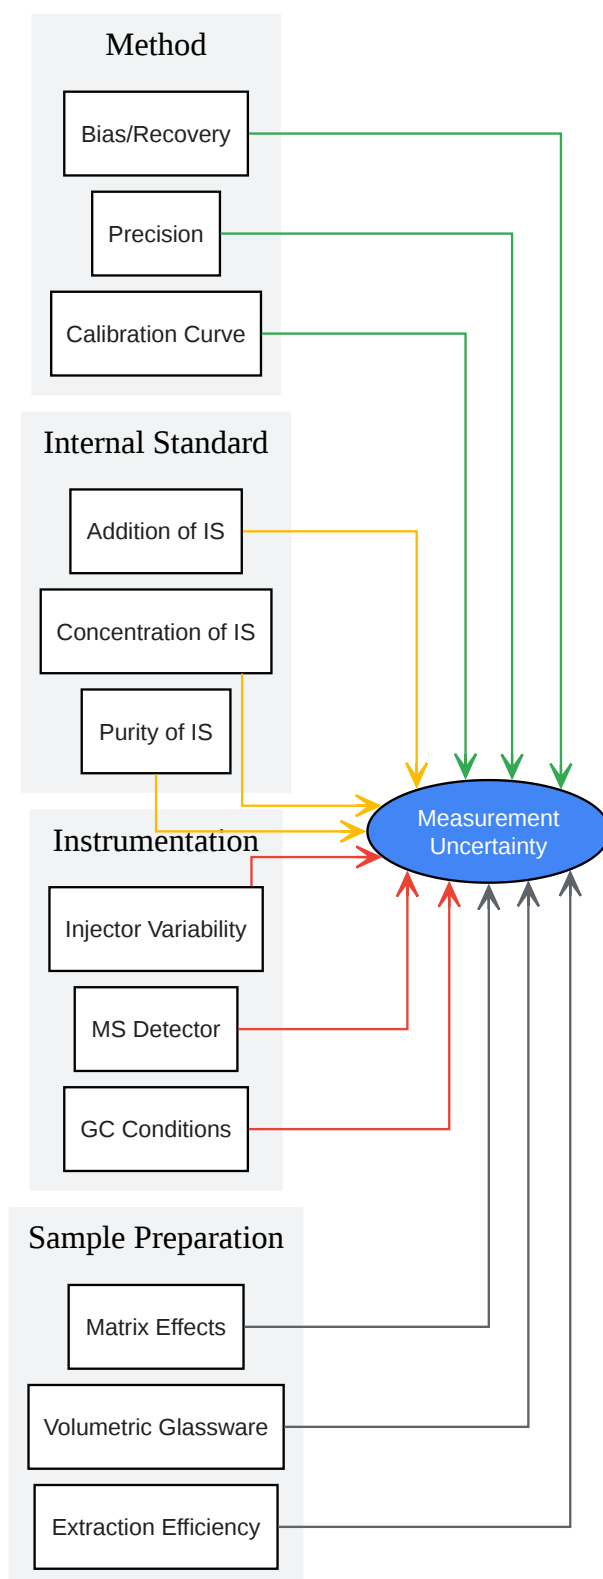 Method
Bias/Recovery
Precision
Calibration Curve
Internal Standard
Addition of IS
Concentration of IS
Purity of IS
Measurement
Uncertainty
Instrumentation
Injector Variability
MS Detector
GC Conditions
Sample Preparation
Matrix Effects
Volumetric Glassware
Extraction Efficiency